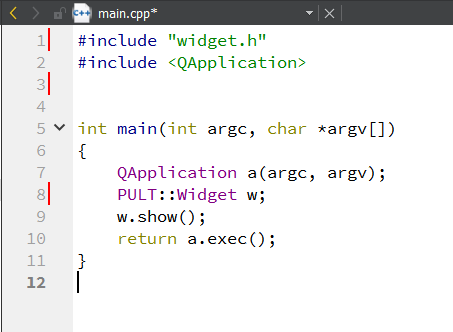 C++ main.cpp*
1 #include "widget.h"
2 #include <QApplication>
3
4
5 int main(int argc, char *argv[])
6 {
7 QApplication a(argc, argv);
8 PULT::Widget w;
9 w.show();
10 return a.exec();
11 }
12